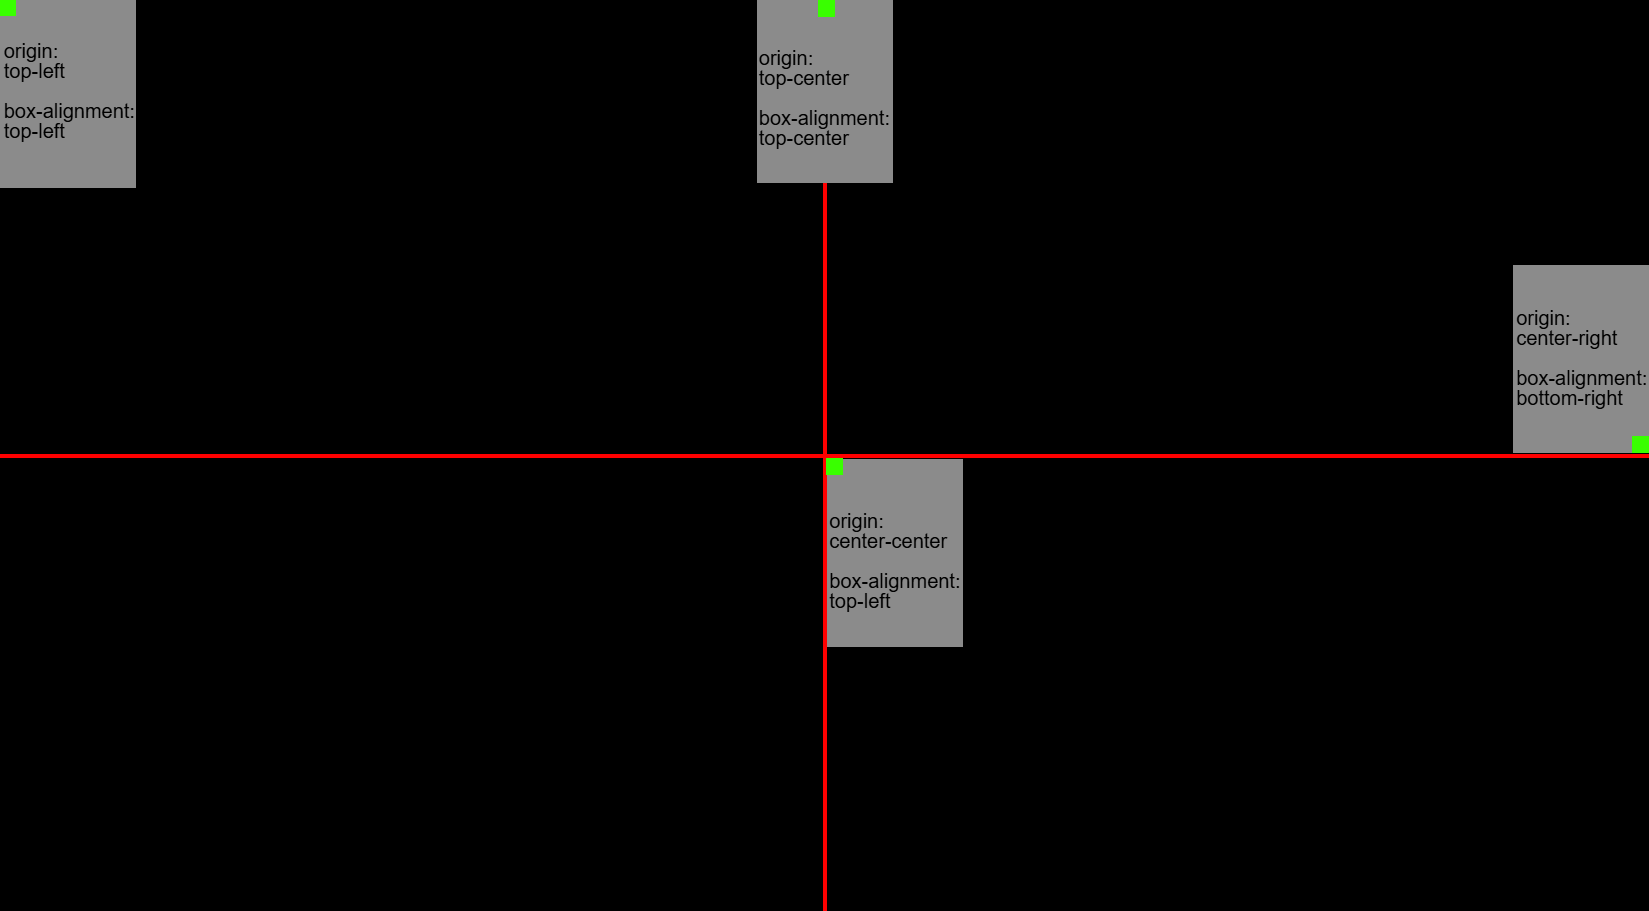 origin:
top-left
box-alignment:
top-left
origin:
top-center
box-alignment:
top-center
origin:
center-right
box-alignment:
bottom-right
origin:
center-center
box-alignment:
top-left